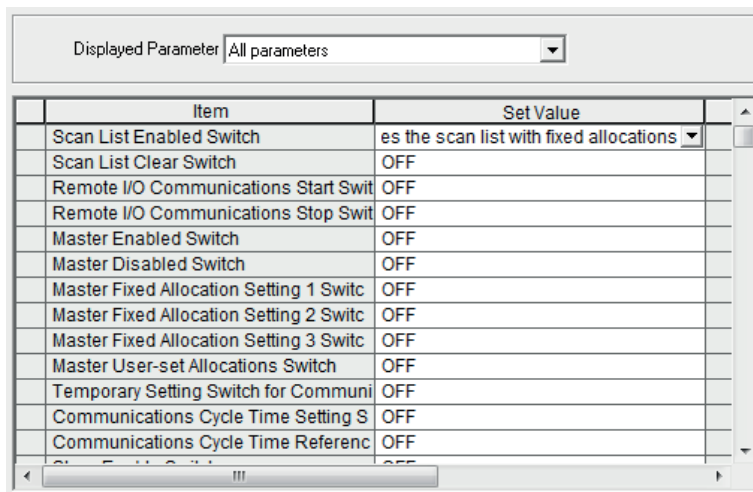 Displayed Parameter All parameters
Item Set Value
Scan List Enabled Switch es the scan list with fixed allocations
Scan List Clear Switch OFF
Remote I/O Communications Start Swit OFF
Remote I/O Communications Stop Swit OFF
Master Enabled Switch OFF
Master Disabled Switch OFF
Master Fixed Allocation Setting 1 Switc OFF
Master Fixed Allocation Setting 2 Switc OFF
Master Fixed Allocation Setting 3 Switc OFF
Master User-set Allocations Switch OFF
Temporary Setting Switch for Communi OFF
Communications Cycle Time Setting S OFF
Communications Cycle Time Referenc OFF